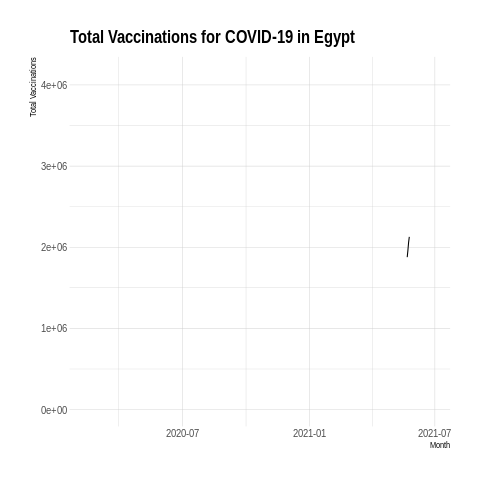 Total Vaccinations for COVID-19 in Egypt
Total Vaccinations
4e+06
3e+06
2e+06
1e+06
0e+00
2020-07
2021-01
2021-07
Month